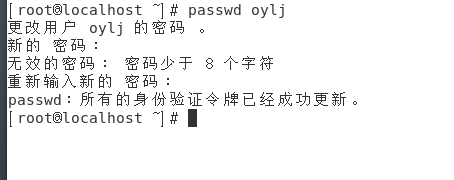 [root@localhost ~]# passwd oylj
更改用户 oylj 的密码 。
新的 密码：
无效的密码： 密码少于 8 个字符
重新输入新的 密码：
passwd：所有的身份验证令牌已经成功更新。
[root@localhost ~]#